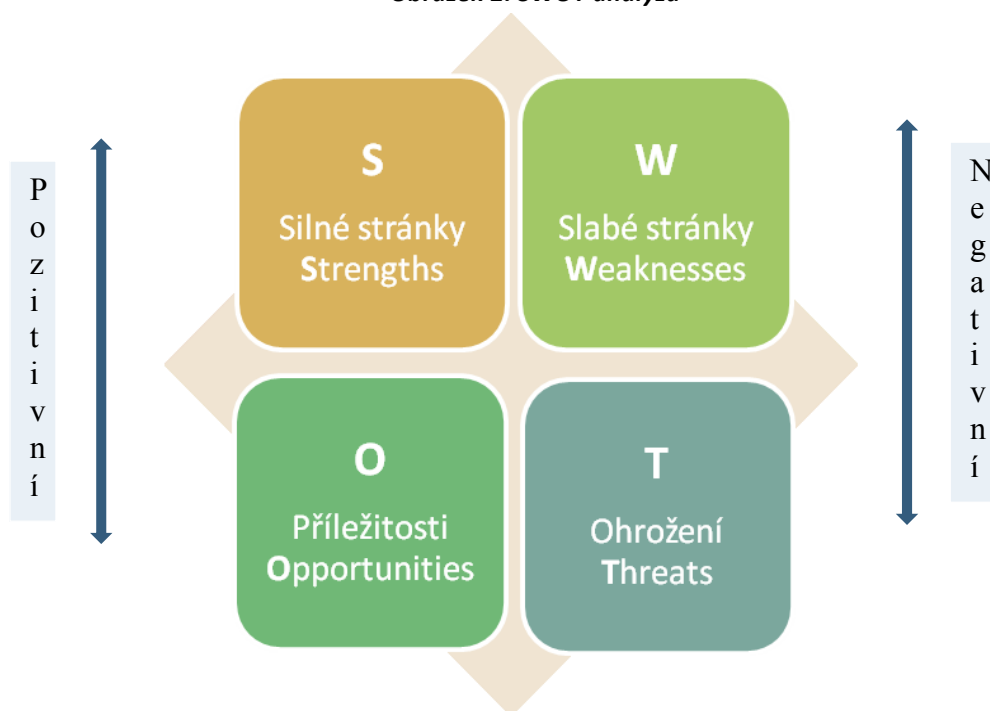 S
Silné stránky
Strengths
W
Slabé stránky
Weaknesses
Pozitivní
Negativní
O
Příležitosti
Opportunities
T
Ohrožení
Threats